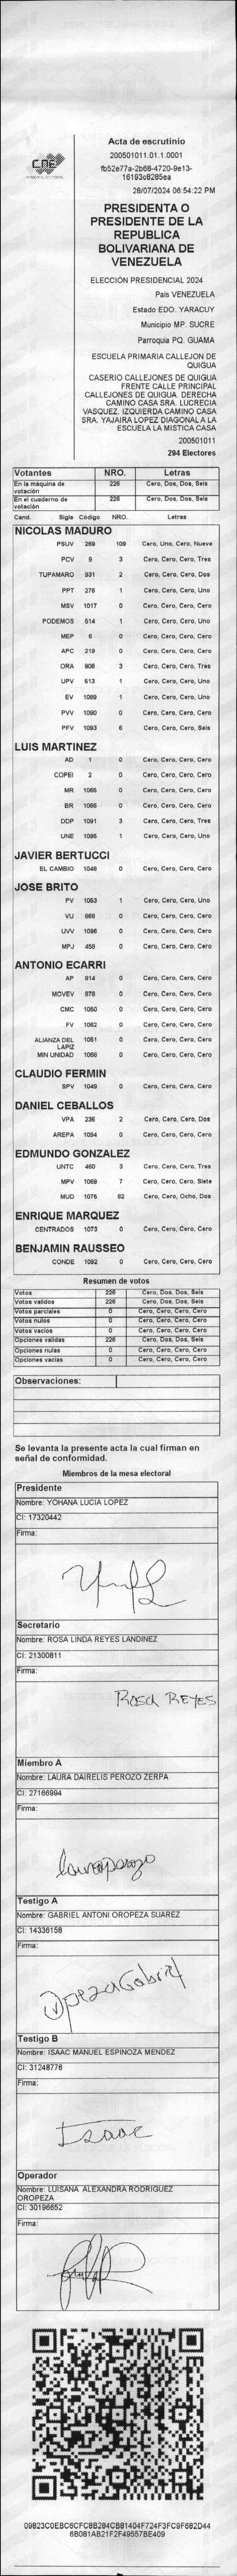 CNE
Acta de escrutinio
200501011.01.1.0001
fb52e77a-2b68-4720-9e13-
16193c8285ea
28/07/2024 06:54:22 PM
PRESIDENTA O
PRESIDENTE DE LA
REPUBLICA
BOLIVARIANA DE
VENEZUELA
ELECCIÓN PRESIDENCIAL 2024
País VENEZUELA
Estado EDO. YARACUY
Municipio MP. SUCRE
Parroquia PQ. GUAMA
ESCUELA PRIMARIA CALLEJON DE
QUIGUA
CASERIO CALLEJONES DE QUIGUA
FRENTE CALLE PRINCIPAL
CALLEJONES DE QUIGUA. DERECHA
CAMINO CASA SRA. LUCRECIA
VASQUEZ. IZQUIERDA CAMINO CASA
SRA. YAJAIRA LOPEZ DIAGONAL A LA
ESCUELA LA MISTICA CASA
200501011
294 Electores
Votantes NRO. Letras
En la máquina de votación 226 Cero, Dos, Dos, Seis
En el cuaderno de votación 226 Cero, Dos, Dos, Seis
Cand. Sigla Código NRO. Letras
NICOLAS MADURO
PSUV 269 109 Cero, Uno, Cero, Nueve
PCV 9 3 Cero, Cero, Cero, Tres
TUPAMARO 931 2 Cero, Cero, Cero, Dos
PPT 276 1 Cero, Cero, Cero, Uno
MSV 1017 0 Cero, Cero, Cero, Cero
PODEMOS 514 1 Cero, Cero, Cero, Uno
MEP 6 0 Cero, Cero, Cero, Cero
APC 219 0 Cero, Cero, Cero, Cero
ORA 906 3 Cero, Cero, Cero, Tres
UPV 613 1 Cero, Cero, Cero, Uno
EV 1089 1 Cero, Cero, Cero, Uno
PVV 1090 0 Cero, Cero, Cero, Cero
PFV 1093 6 Cero, Cero, Cero, Seis
LUIS MARTINEZ
AD 1 0 Cero, Cero, Cero, Cero
COPEI 2 0 Cero, Cero, Cero, Cero
MR 1065 0 Cero, Cero, Cero, Cero
BR 1066 0 Cero, Cero, Cero, Cero
DDP 1091 3 Cero, Cero, Cero, Tres
UNE 1095 1 Cero, Cero, Cero, Uno
JAVIER BERTUCCI
EL CAMBIO 1048 0 Cero, Cero, Cero, Cero
JOSE BRITO
PV 1053 1 Cero, Cero, Cero, Uno
VU 868 0 Cero, Cero, Cero, Cero
UVV 1096 0 Cero, Cero, Cero, Cero
MPJ 458 0 Cero, Cero, Cero, Cero
ANTONIO ECARRI
AP 814 0 Cero, Cero, Cero, Cero
MOVEV 878 0 Cero, Cero, Cero, Cero
CMC 1050 0 Cero, Cero, Cero, Cero
FV 1062 0 Cero, Cero, Cero, Cero
ALIANZA DEL LAPIZ 1051 0 Cero, Cero, Cero, Cero
MIN UNIDAD 1068 0 Cero, Cero, Cero, Cero
CLAUDIO FERMIN
SPV 1049 0 Cero, Cero, Cero, Cero
DANIEL CEBALLOS
VPA 236 2 Cero, Cero, Cero, Dos
AREPA 1094 0 Cero, Cero, Cero, Cero
EDMUNDO GONZALEZ
UNTC 460 3 Cero, Cero, Cero, Tres
MPV 1069 7 Cero, Cero, Cero, Siete
MUD 1075 82 Cero, Cero, Ocho, Dos
ENRIQUE MARQUEZ
CENTRADOS 1073 0 Cero, Cero, Cero, Cero
BENJAMIN RAUSSEO
CONDE 1092 0 Cero, Cero, Cero, Cero
Resumen de votos
Votos 226 Cero, Dos, Dos, Seis
Votos validos 226 Cero, Dos, Dos, Seis
Votos parciales 0 Cero, Cero, Cero, Cero
Votos nulos 0 Cero, Cero, Cero, Cero
Votos vacios 0 Cero, Cero, Cero, Cero
Opciones validas 226 Cero, Dos, Dos, Seis
Opciones nulas 0 Cero, Cero, Cero, Cero
Opciones vacias 0 Cero, Cero, Cero, Cero
Observaciones:
Se levanta la presente acta la cual firman en
señal de conformidad.
Miembros de la mesa electoral
Presidente
Nombre: YOHANA LUCIA LOPEZ
CI: 17320442
Firma:
Secretario
Nombre: ROSA LINDA REYES LANDINEZ
CI: 21300811
Firma:
ROSA REYES
Miembro A
Nombre: LAURA DAIRELIS PEROZO ZERPA
CI: 27166994
Firma:
lauraperozo
Testigo A
Nombre: GABRIEL ANTONI OROPEZA SUAREZ
CI: 14336158
Firma:
OropezaGabriel
Testigo B
Nombre: ISAAC MANUEL ESPINOZA MENDEZ
CI: 31248776
Firma:
Isaac
Operador
Nombre: LUISANA ALEXANDRA RODRIGUEZ
OROPEZA
CI: 30196652
Firma:
09823C0EBC6CFC8B284CBB1404F724F3FC9F682D44
6B081AB21F2F49557BE409